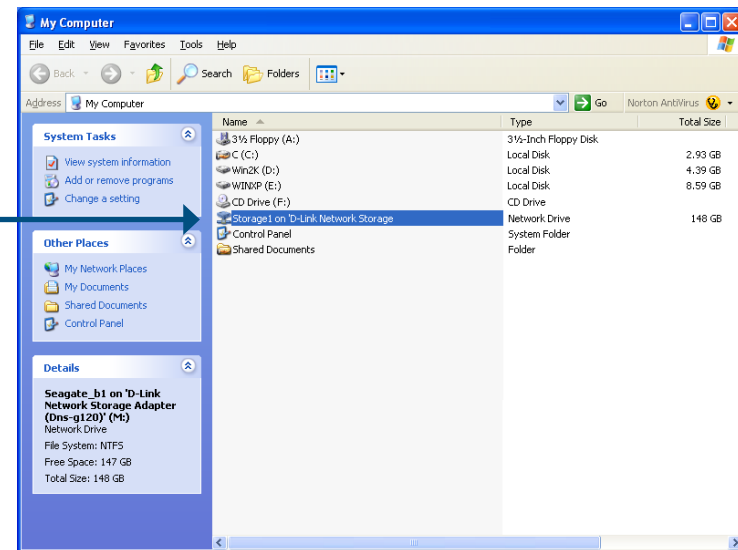 My Computer
File Edit View Favorites Tools Help
Back Search Folders
Address My Computer Go Norton AntiVirus
Name Type Total Size
System Tasks
View system information
Add or remove programs
Change a setting
Other Places
My Network Places
My Documents
Shared Documents
Control Panel
Details
Seagate_b1 on 'D-Link
Network Storage Adapter
(Dns-g120)' (M:)
Network Drive
File System: NTFS
Free Space: 147 GB
Total Size: 148 GB
3½ Floppy (A:) 3½-Inch Floppy Disk
C (C:) Local Disk 2.93 GB
Win2K (D:) Local Disk 4.39 GB
WINXP (E:) Local Disk 8.59 GB
CD Drive (F:) CD Drive
Storage1 on 'D-Link Network Storage Network Drive 148 GB
Control Panel System Folder
Shared Documents Folder